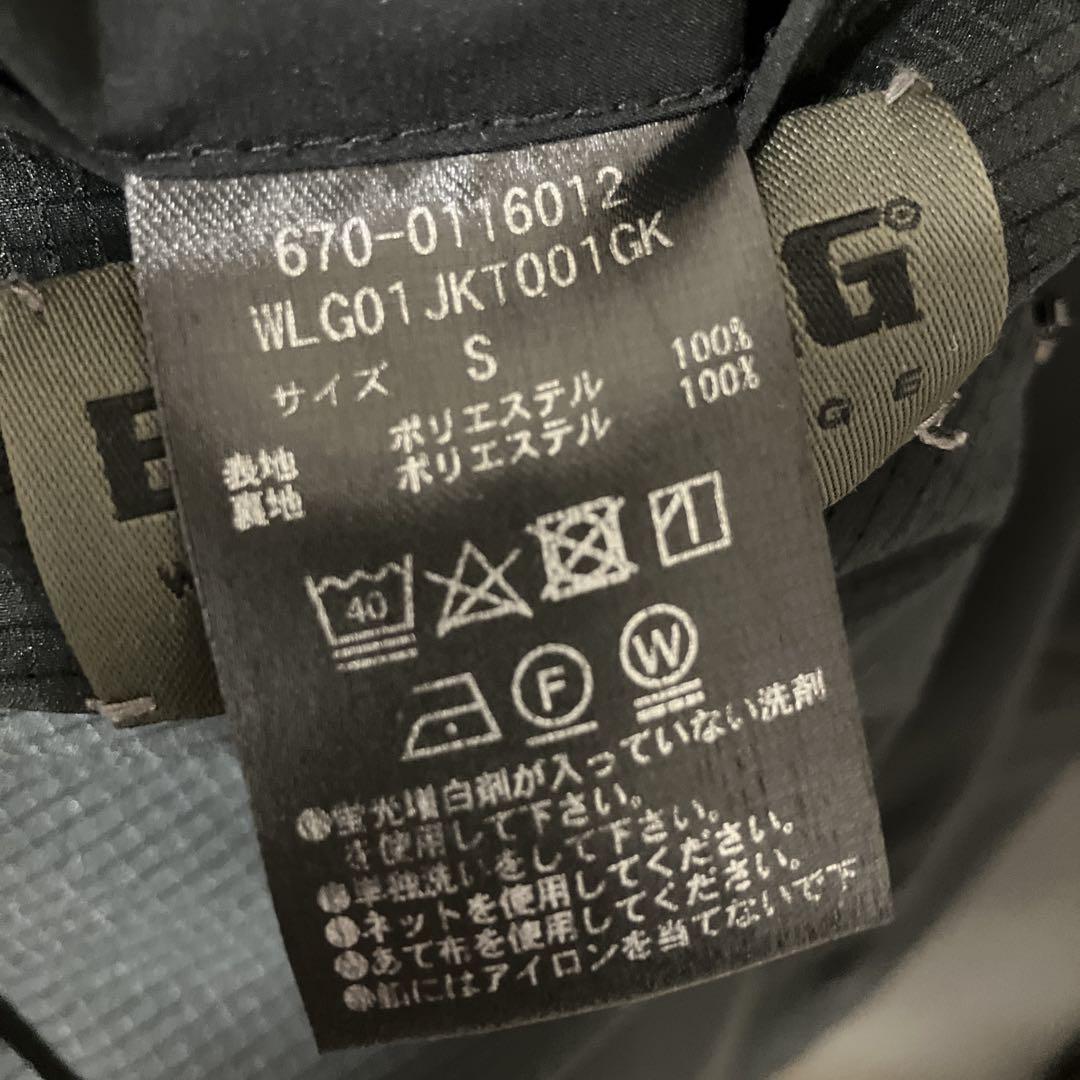 670-0116012
WLG01JKT001GK
サイズ S
表地 ポリエステル 100%
裏地 ポリエステル 100%
40
F
W
蛍光増白剤が入っていない洗剤
を使用して下さい。
単独洗いをして下さい。
ネットを使用してください。
あて布を使用してください。
にはアイロンを当てないで下
G
G E